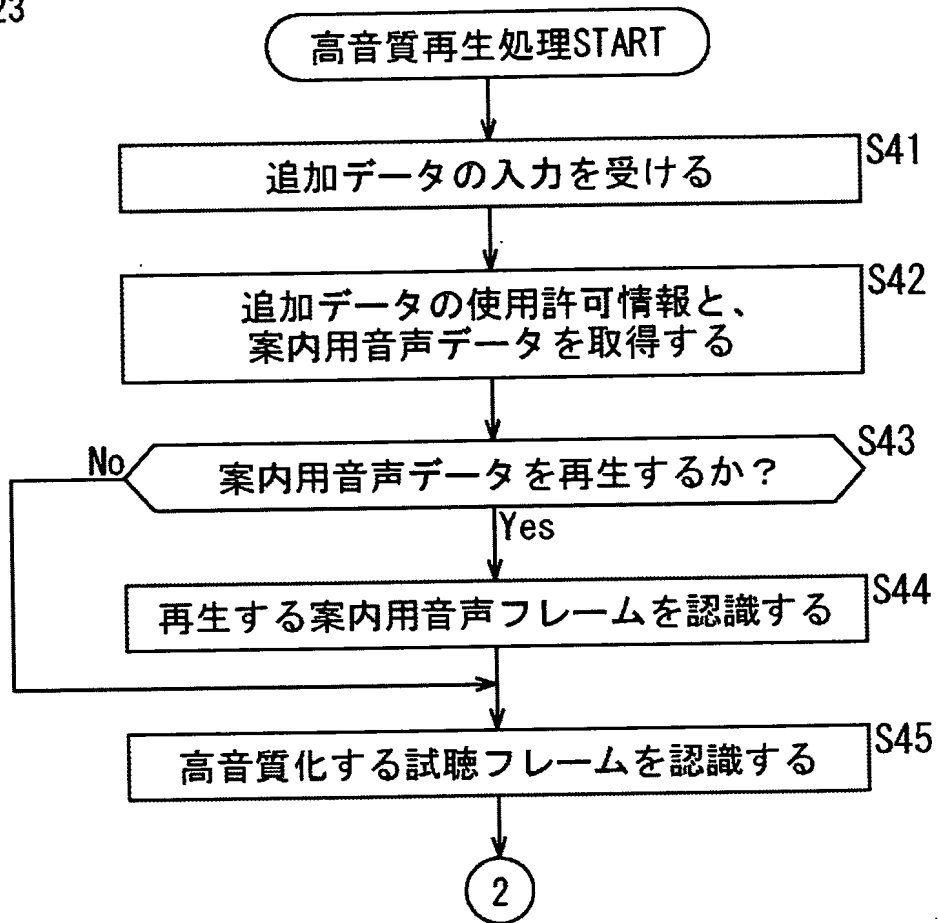 23
高音質再生処理START
S41
追加データの入力を受ける
S42
追加データの使用許可情報と、
案内用音声データを取得する
S43
No
案内用音声データを再生するか?
Yes
S44
再生する案内用音声フレームを認識する
S45
高音質化する試聴フレームを認識する
2